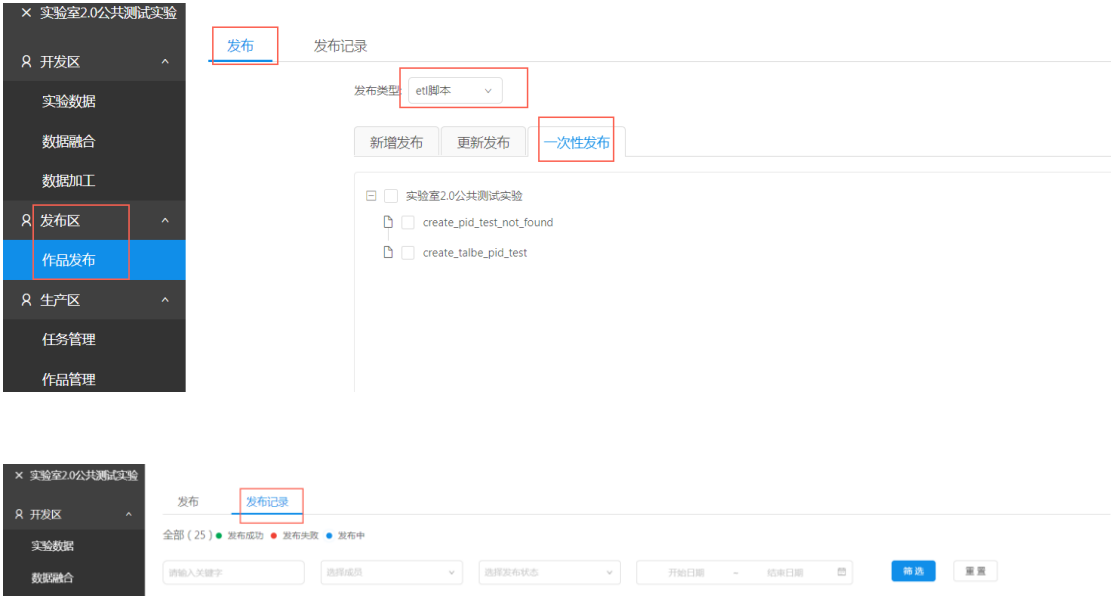 × 实验室2.0公共测试实验
发布 发布记录
开发区
发布类型: etl脚本
实验数据
数据融合
新增发布 更新发布 一次性发布
数据加工
实验室2.0公共测试实验
发布区
create_pid_test_not_found
作品发布
create_talbe_pid_test
生产区
任务管理
作品管理
× 实验室2.0公共测试实验
发布 发布记录
开发区
全部(25) 发布成功 发布失败 发布中
实验数据
请输入关键字 选择成员 选择发布状态 开始日期 ~ 结束日期 筛选 重置
数据融合